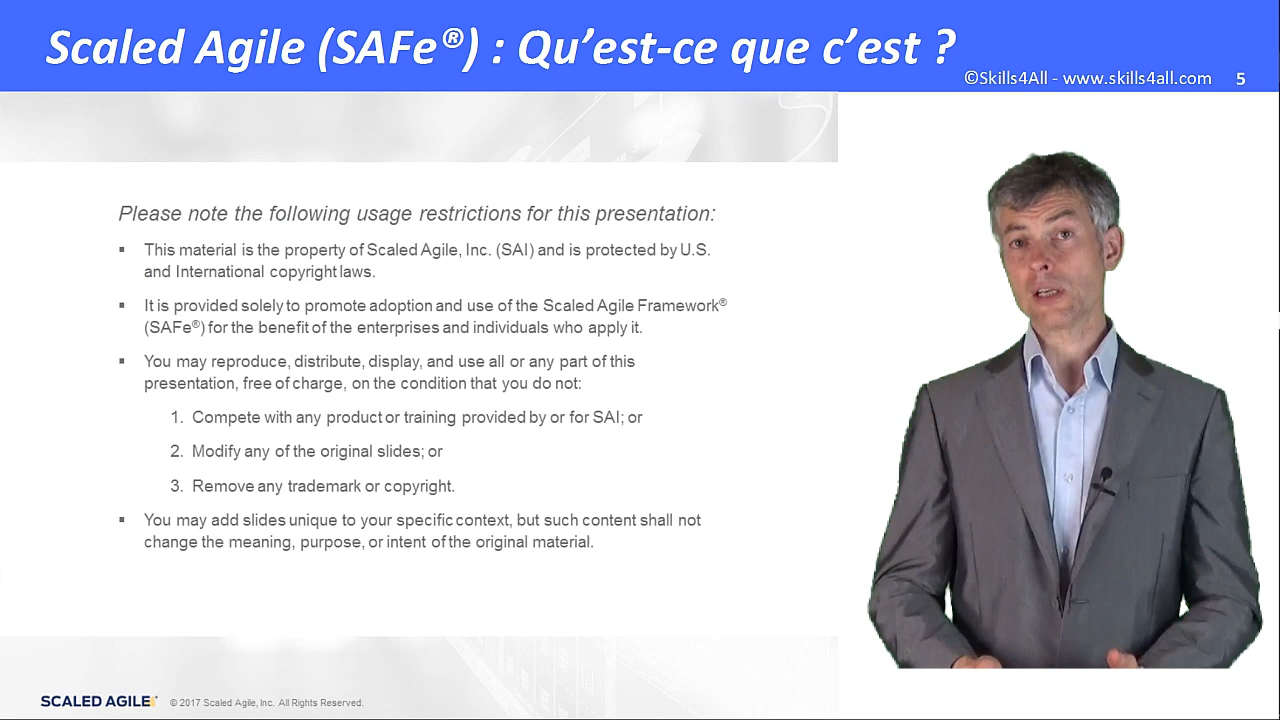 Scaled Agile (SAFe®) : Qu’est-ce que c’est ?
©Skills4All - www.skills4all.com 5
Please note the following usage restrictions for this presentation:
▪ This material is the property of Scaled Agile, Inc. (SAI) and is protected by U.S.
and International copyright laws.
▪ It is provided solely to promote adoption and use of the Scaled Agile Framework®
(SAFe®) for the benefit of the enterprises and individuals who apply it.
▪ You may reproduce, distribute, display, and use all or any part of this
presentation, free of charge, on the condition that you do not:
1. Compete with any product or training provided by or for SAI; or
2. Modify any of the original slides; or
3. Remove any trademark or copyright.
▪ You may add slides unique to your specific context, but such content shall not
change the meaning, purpose, or intent of the original material.
SCALED AGILE © 2017 Scaled Agile, Inc. All Rights Reserved.